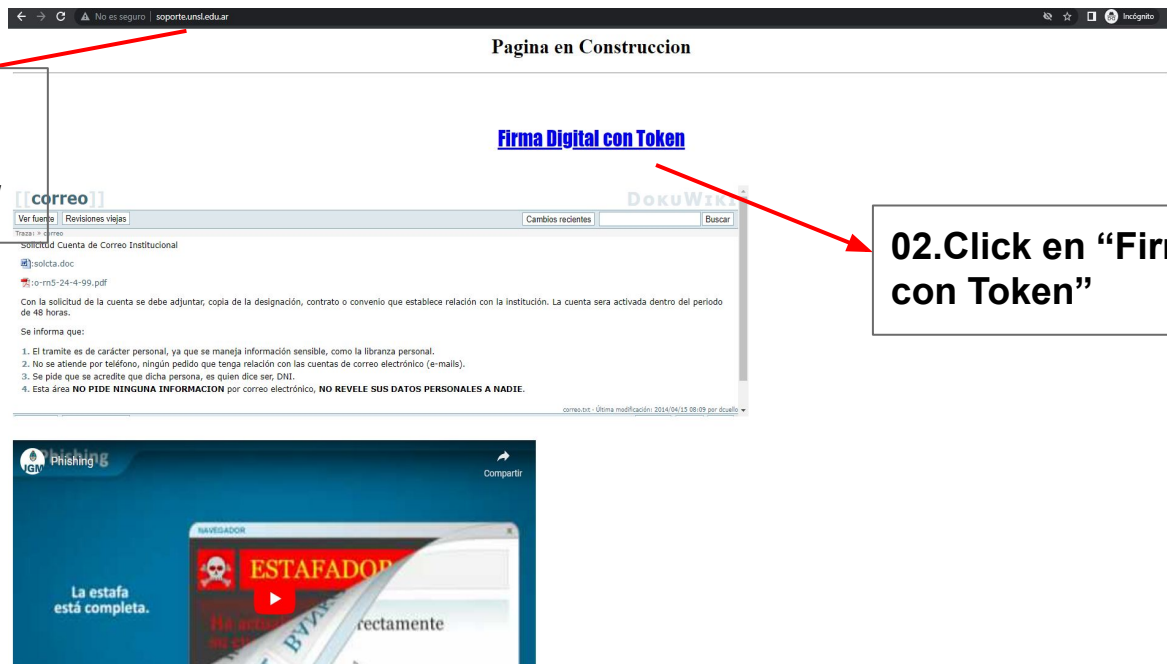 No es seguro | soporte.unsl.edu.ar
Incógnito
Pagina en Construccion
Firma Digital con Token
[[correo]]
DOKUWIKI
Ver fuente Revisiones viejas
Cambios recientes Buscar
Traza: » correo
Solicitud Cuenta de Correo Institucional
:solcta.doc
:o-rn5-24-4-99.pdf
Con la solicitud de la cuenta se debe adjuntar, copia de la designación, contrato o convenio que establece relación con la institución. La cuenta sera activada dentro del periodo
de 48 horas.
Se informa que:
1. El tramite es de carácter personal, ya que se maneja información sensible, como la libranza personal.
2. No se atiende por teléfono, ningún pedido que tenga relación con las cuentas de correo electrónico (e-mails).
3. Se pide que se acredite que dicha persona, es quien dice ser, DNI.
4. Esta área NO PIDE NINGUNA INFORMACION por correo electrónico, NO REVELE SUS DATOS PERSONALES A NADIE.
correo.txt · Última modificación: 2014/04/15 08:09 por dcuello
02.Click en “Fir
con Token”
JGM
Phishing
Phishing
Compartir
NAVEGADOR
x
ESTAFADOR
La estafa
está completa.
rectamente